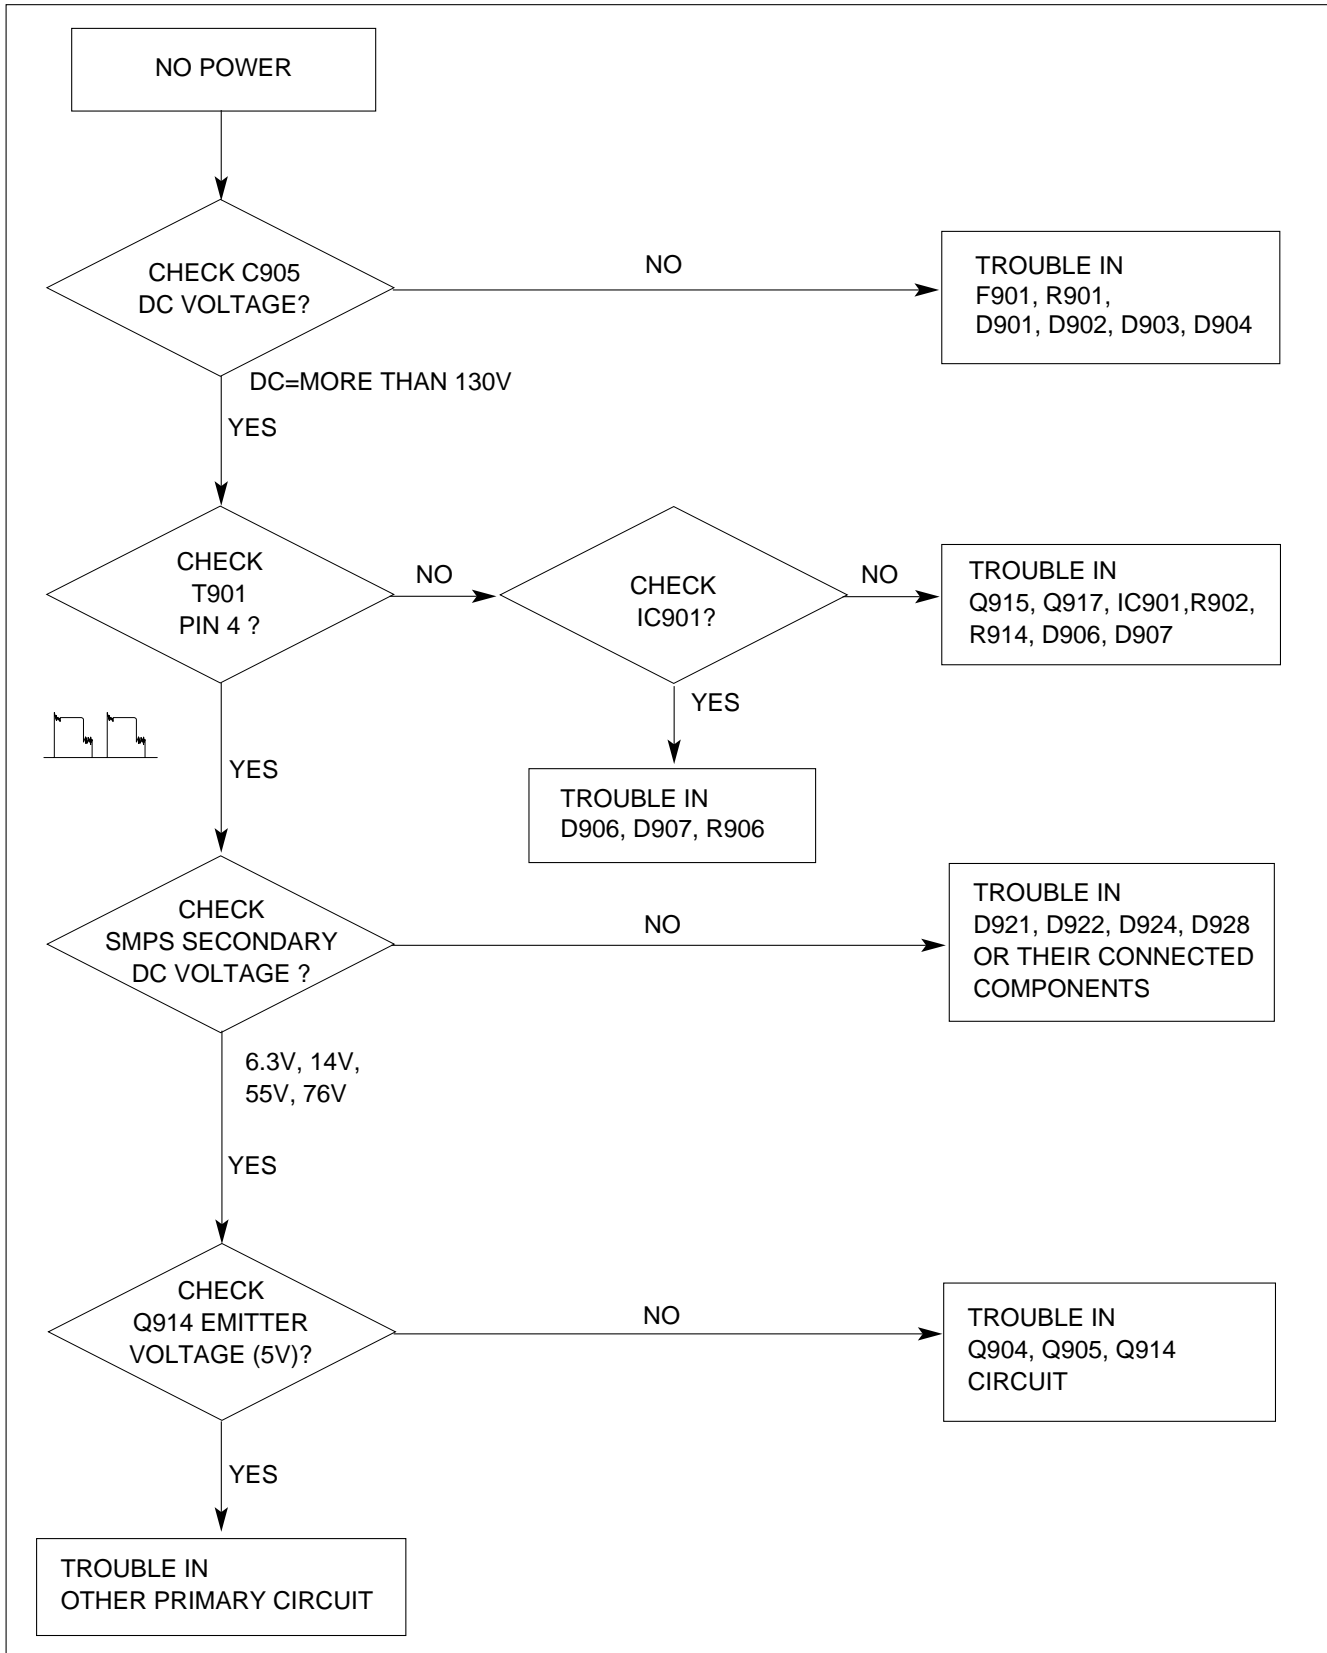 NO POWER
CHECK C905
DC VOLTAGE?
NO
TROUBLE IN
F901, R901,
D901, D902, D903, D904
DC=MORE THAN 130V
YES
CHECK
T901
PIN 4 ?
NO
CHECK
IC901?
NO
TROUBLE IN
Q915, Q917, IC901,R902,
R914, D906, D907
YES
TROUBLE IN
D906, D907, R906
YES
CHECK
SMPS SECONDARY
DC VOLTAGE ?
NO
TROUBLE IN
D921, D922, D924, D928
OR THEIR CONNECTED
COMPONENTS
6.3V, 14V,
55V, 76V
YES
CHECK
Q914 EMITTER
VOLTAGE (5V)?
NO
TROUBLE IN
Q904, Q905, Q914
CIRCUIT
YES
TROUBLE IN
OTHER PRIMARY CIRCUIT